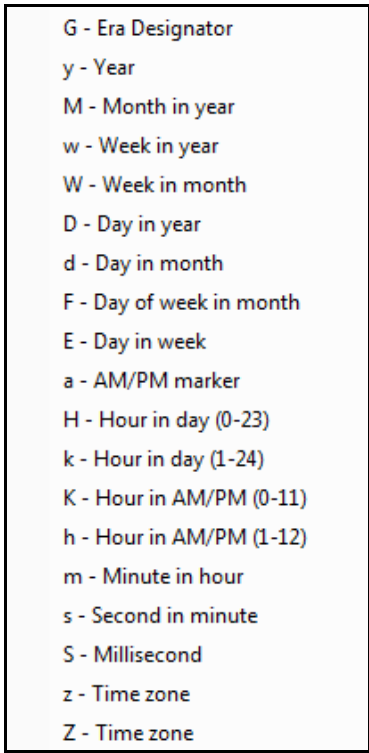 G - Era Designator
y - Year
M - Month in year
w - Week in year
W - Week in month
D - Day in year
d - Day in month
F - Day of week in month
E - Day in week
a - AM/PM marker
H - Hour in day (0-23)
k - Hour in day (1-24)
K - Hour in AM/PM (0-11)
h - Hour in AM/PM (1-12)
m - Minute in hour
s - Second in minute
S - Millisecond
z - Time zone
Z - Time zone